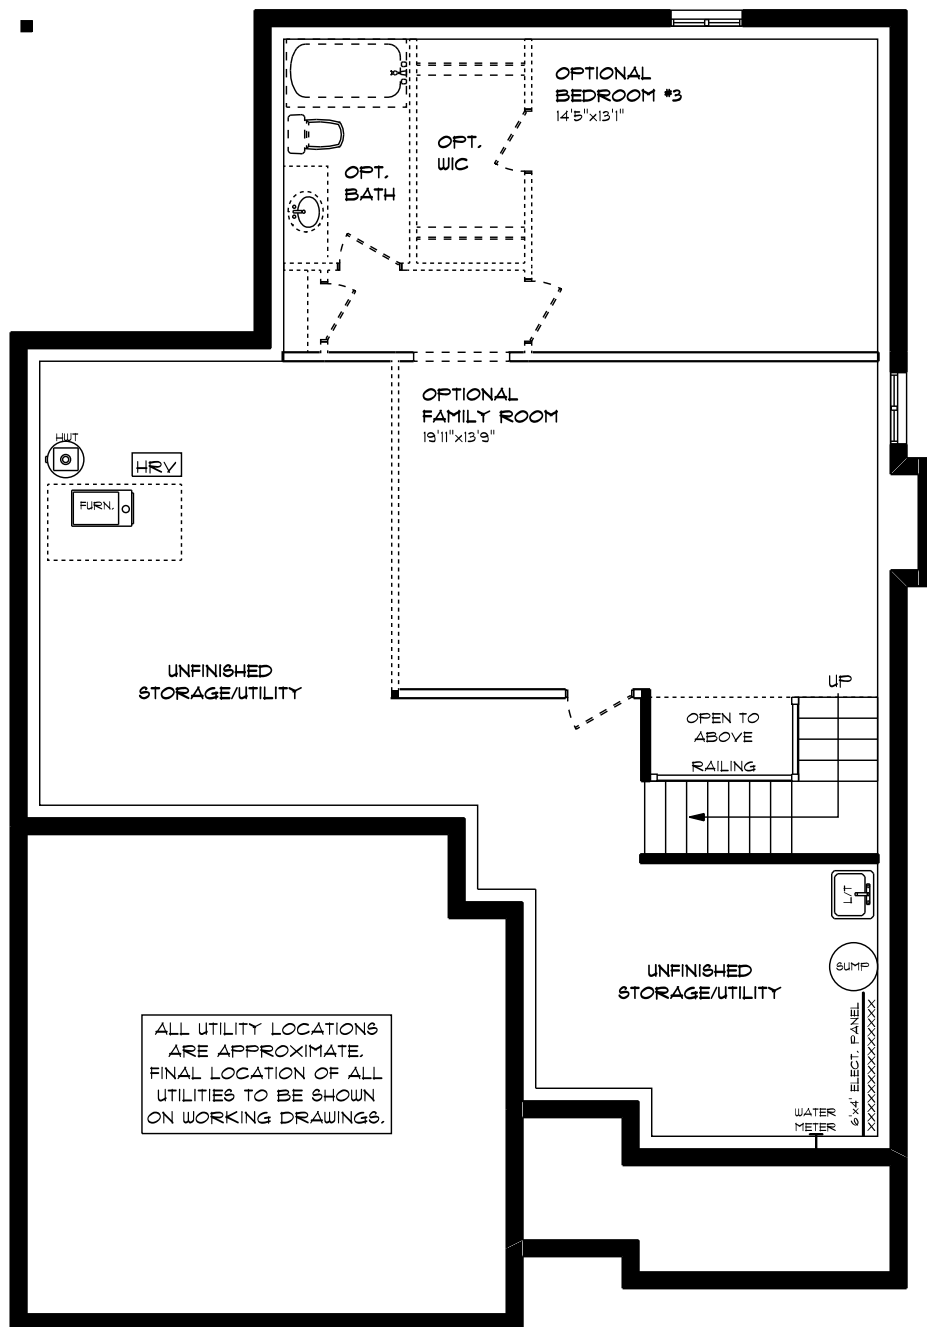 OPTIONAL
BEDROOM #3
14'5"x13'1"
OPT.
WIC
OPT.
BATH
OPTIONAL
FAMILY ROOM
19'11"x13'9"
HWT
HRV
FURN.
UNFINISHED
STORAGE/UTILITY
UP
OPEN TO
ABOVE
RAILING
L/T
SUMP
UNFINISHED
STORAGE/UTILITY
6'x4' ELECT. PANEL
WATER
METER
ALL UTILITY LOCATIONS
ARE APPROXIMATE.
FINAL LOCATION OF ALL
UTILITIES TO BE SHOWN
ON WORKING DRAWINGS.